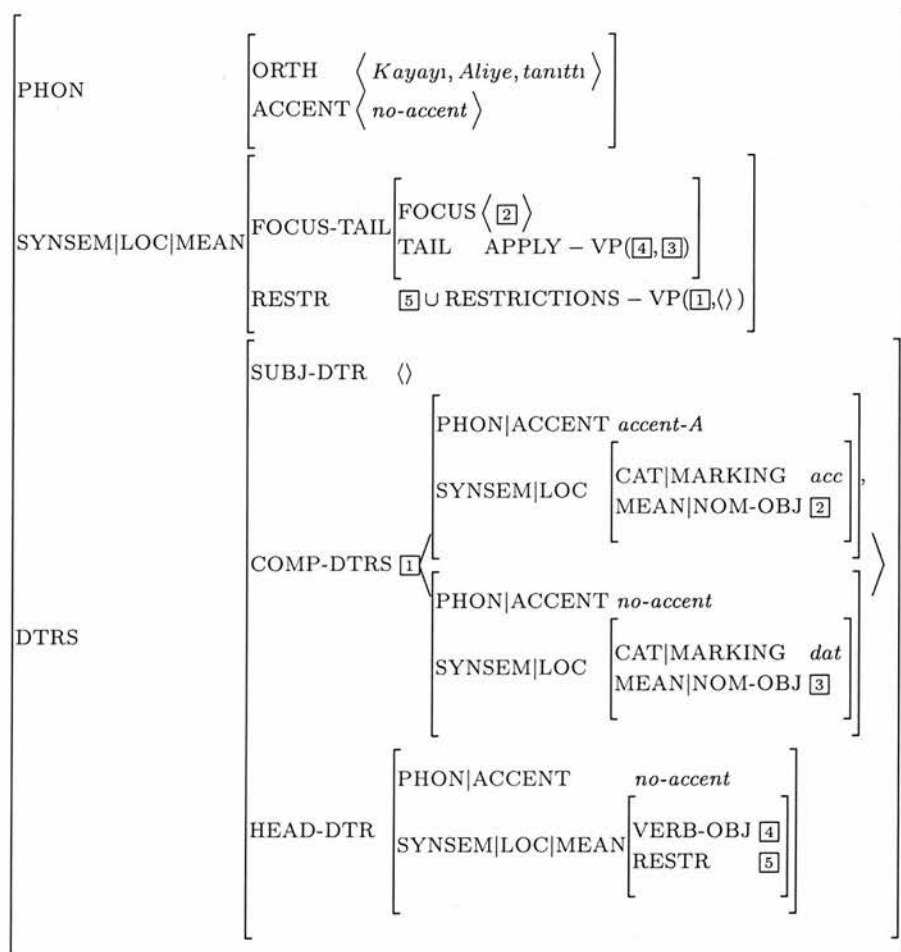 ORTH ⟨ Kayayı, Aliye, tanıttı ⟩
PHON
ACCENT ⟨ no-accent ⟩
FOCUS ⟨ [2] ⟩
SYNSEM|LOC|MEAN FOCUS-TAIL
TAIL APPLY – VP([4],[3])
RESTR [5] ∪ RESTRICTIONS – VP([1],⟨⟩)
SUBJ-DTR ⟨⟩
PHON|ACCENT accent-A
CAT|MARKING acc
SYNSEM|LOC
MEAN|NOM-OBJ [2] ,
COMP-DTRS [1]
PHON|ACCENT no-accent
DTRS
CAT|MARKING dat
SYNSEM|LOC
MEAN|NOM-OBJ [3]
PHON|ACCENT no-accent
HEAD-DTR
VERB-OBJ [4]
SYNSEM|LOC|MEAN
RESTR [5]